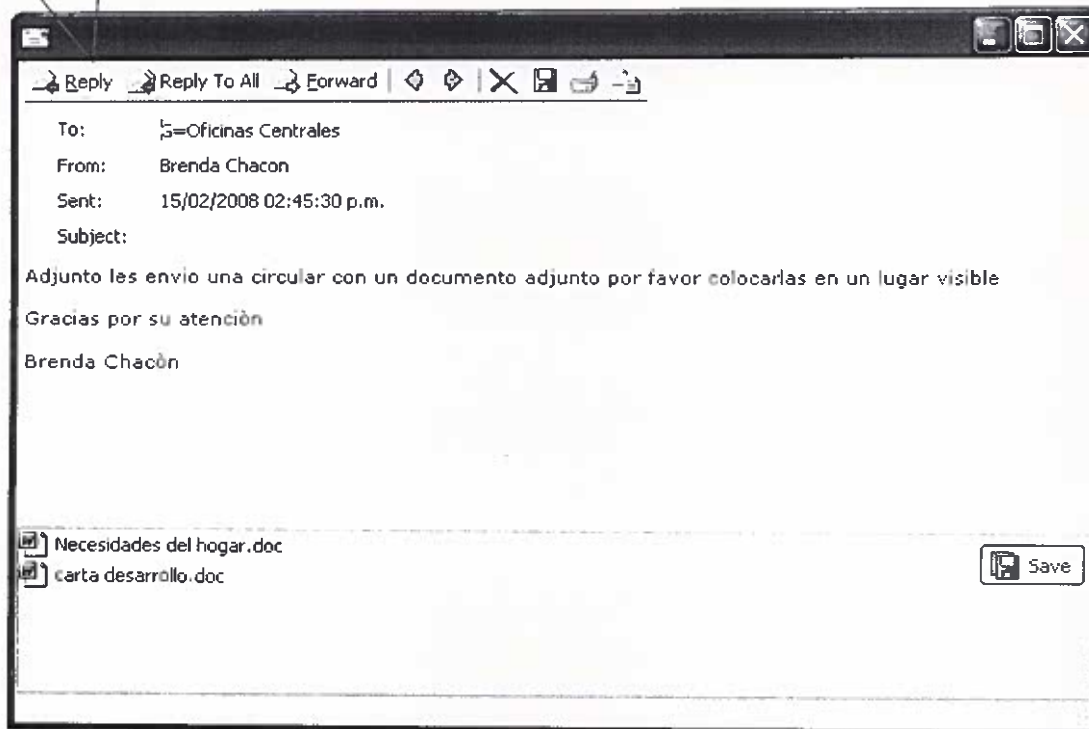 Reply Reply To All Forward
To: G=Oficinas Centrales
From: Brenda Chacon
Sent: 15/02/2008 02:45:30 p.m.
Subject:
Adjunto les envio una circular con un documento adjunto por favor colocarlas en un lugar visible
Gracias por su atenciòn
Brenda Chacòn
Necesidades del hogar.doc
carta desarrollo.doc
Save